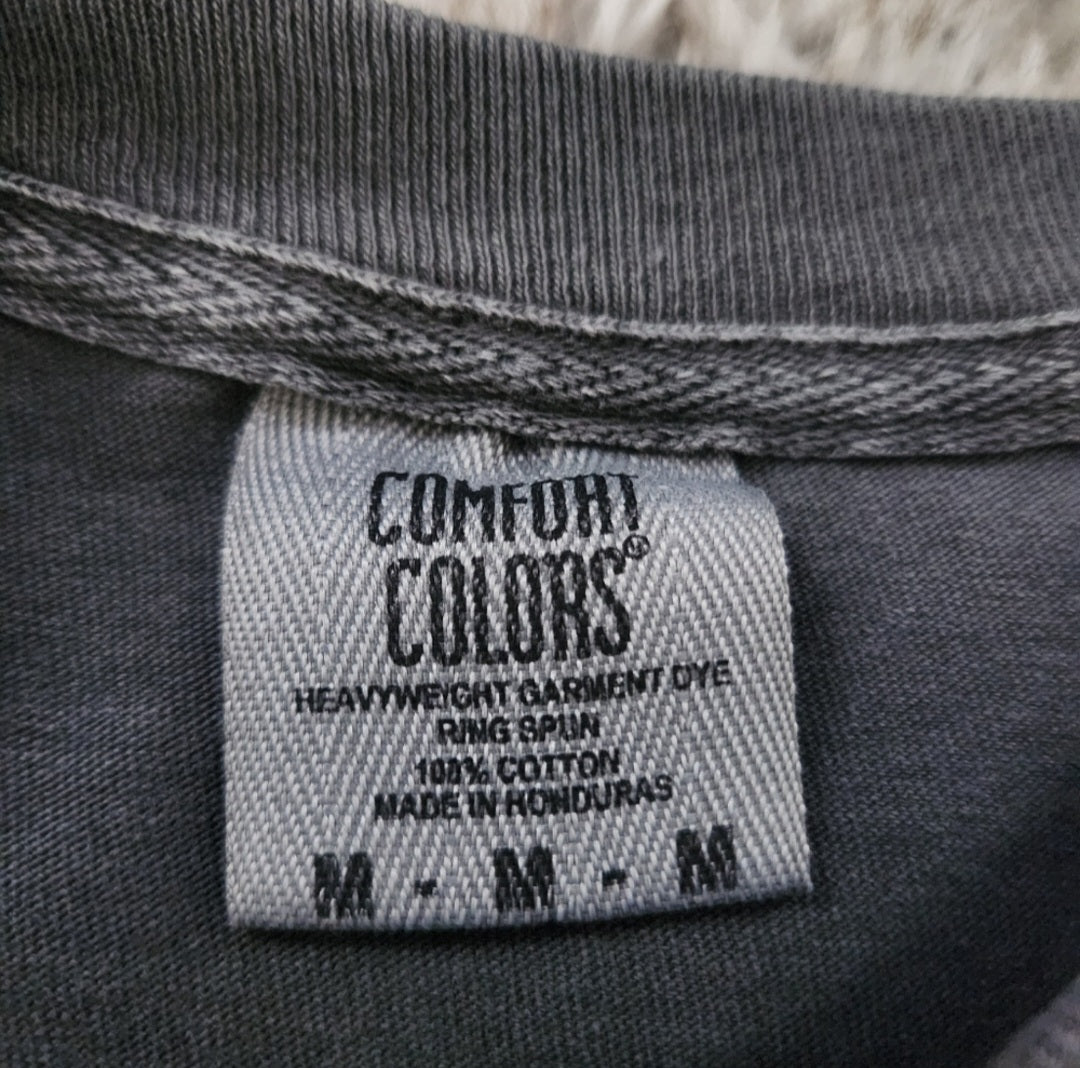 COMFORT
COLORS®
HEAVYWEIGHT GARMENT DYE
RING SPUN
100% COTTON
MADE IN HONDURAS
M - M - M